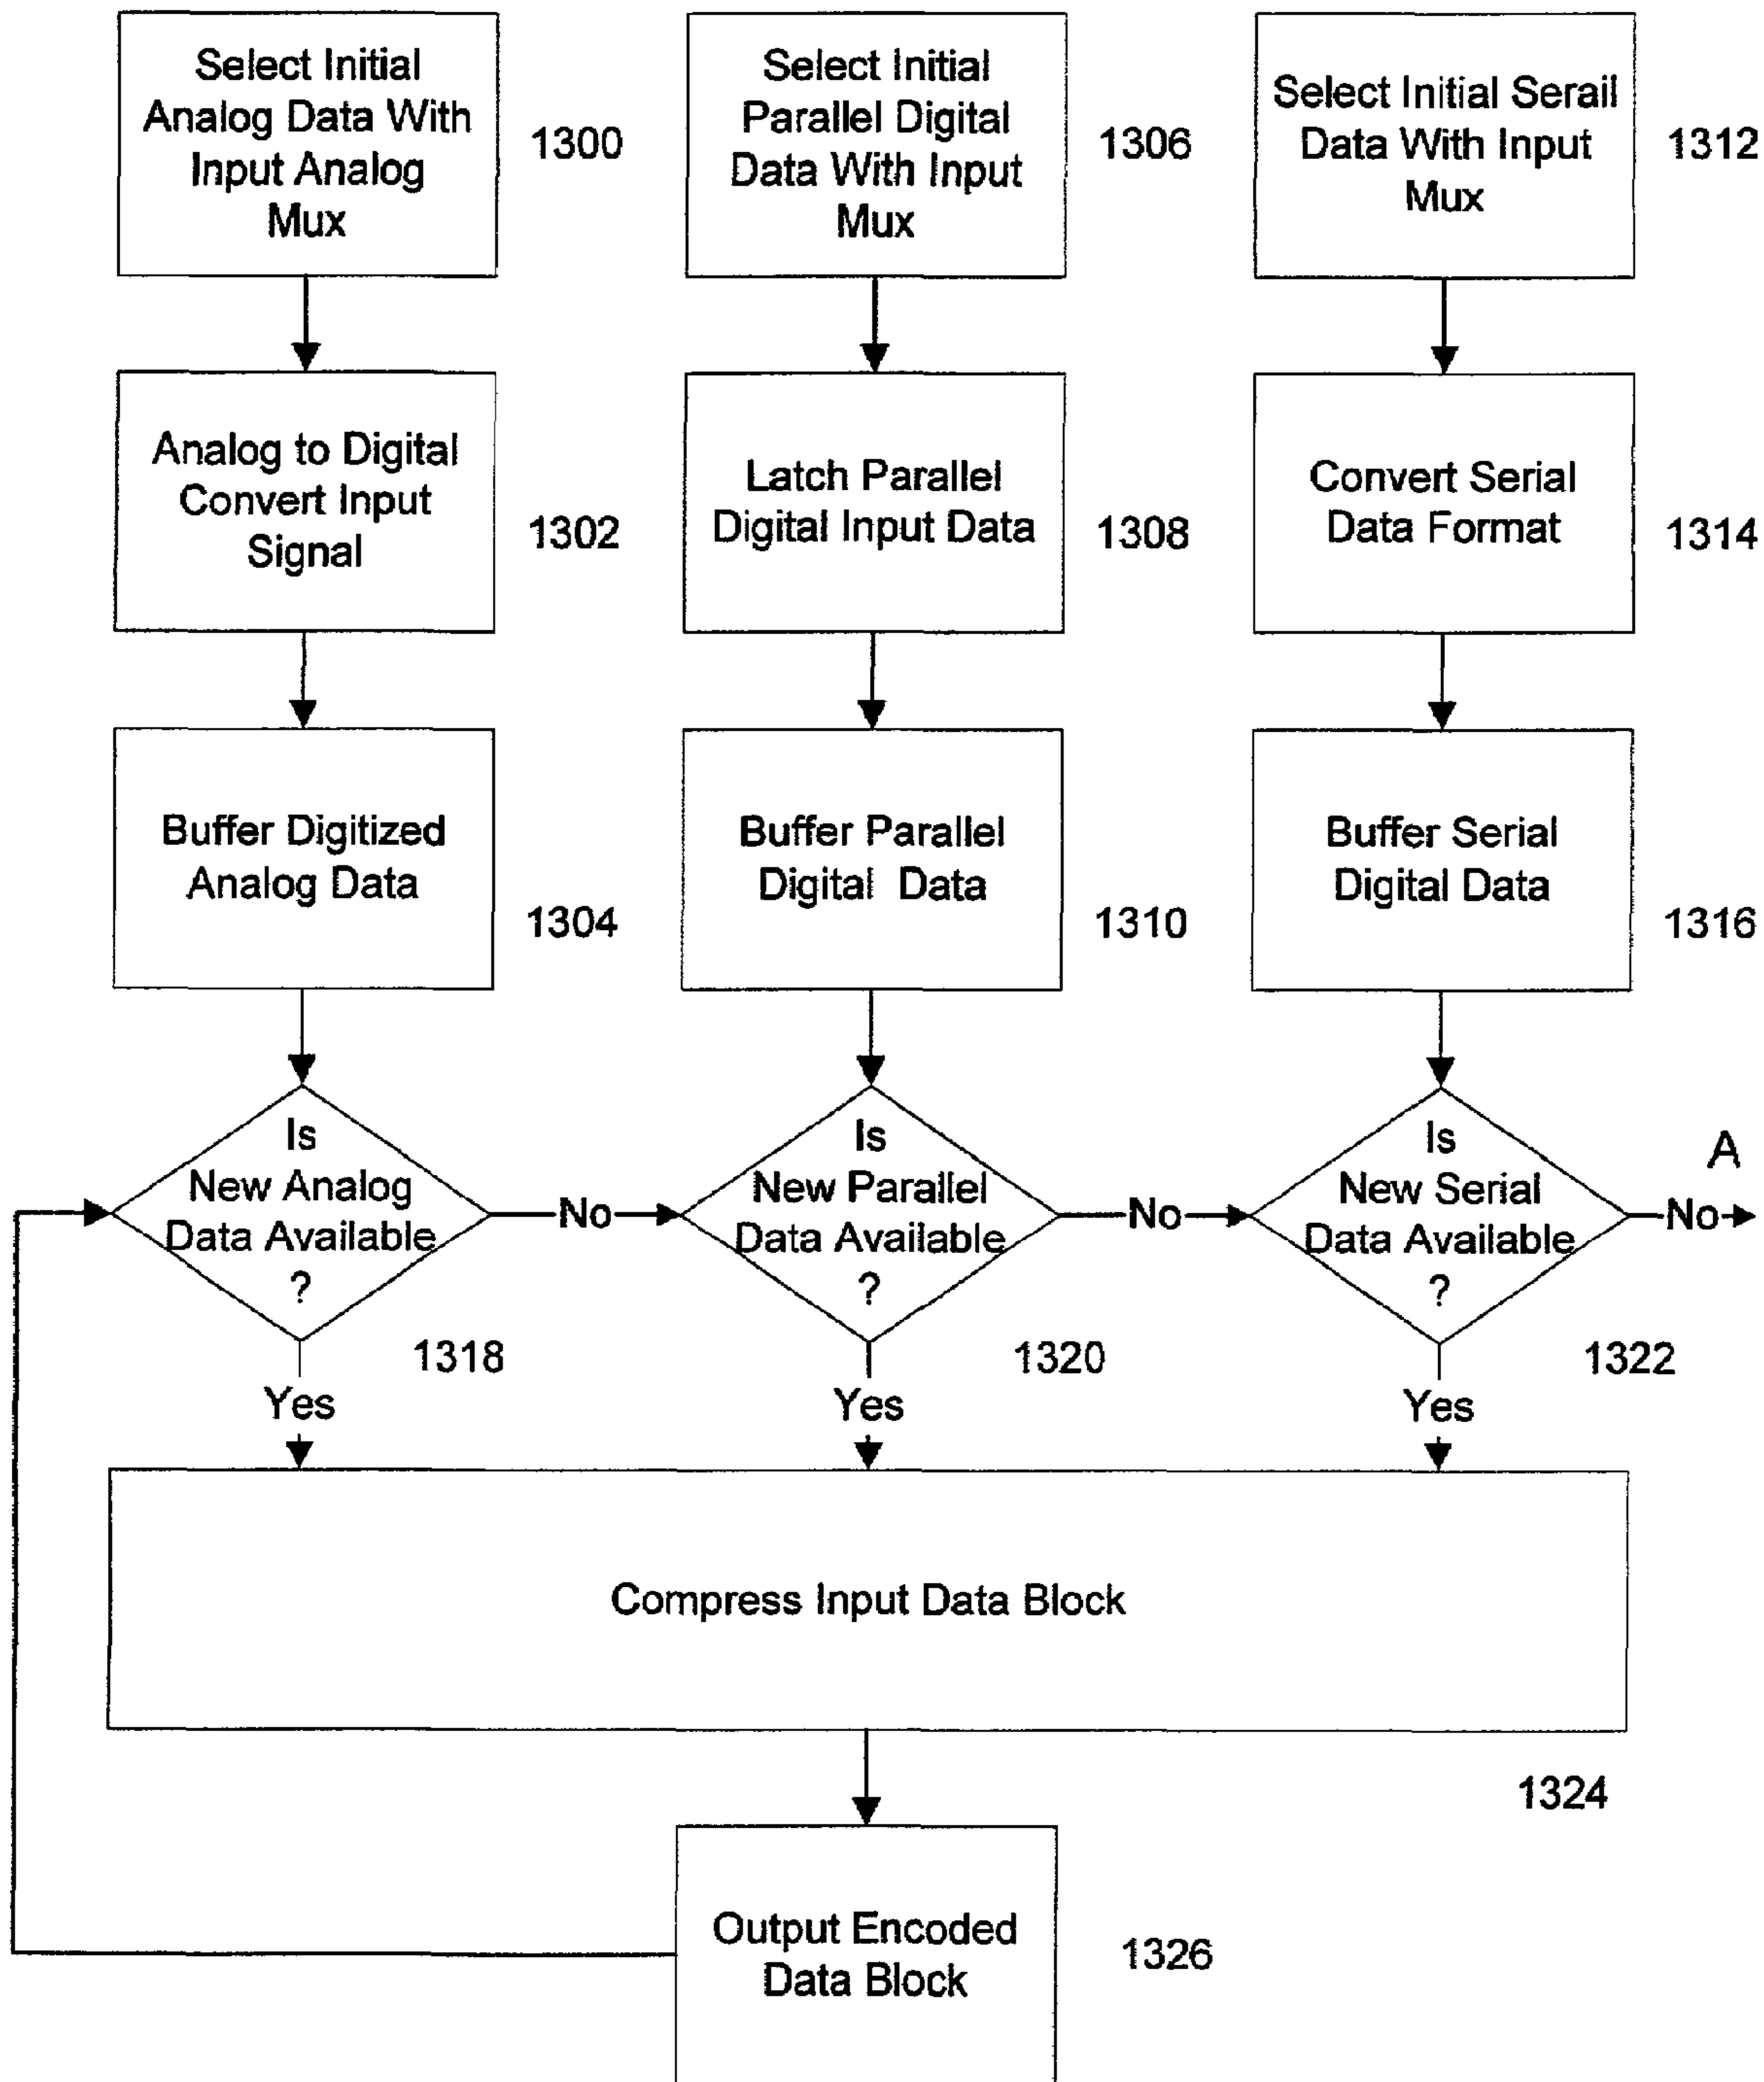 Select Initial
Analog Data With
Input Analog
Mux
1300
Select Initial
Parallel Digital
Data With Input
Mux
1306
Select Initial Serail
Data With Input
Mux
1312
Analog to Digital
Convert Input
Signal
1302
Latch Parallel
Digital Input Data
1308
Convert Serial
Data Format
1314
Buffer Digitized
Analog Data
1304
Buffer Parallel
Digital Data
1310
Buffer Serial
Digital Data
1316
Is
New Analog
Data Available
?
1318
No
Is
New Parallel
Data Available
?
1320
No
Is
New Serial
Data Available
?
1322
A
No
Yes
Yes
Yes
Compress Input Data Block
1324
Output Encoded
Data Block
1326